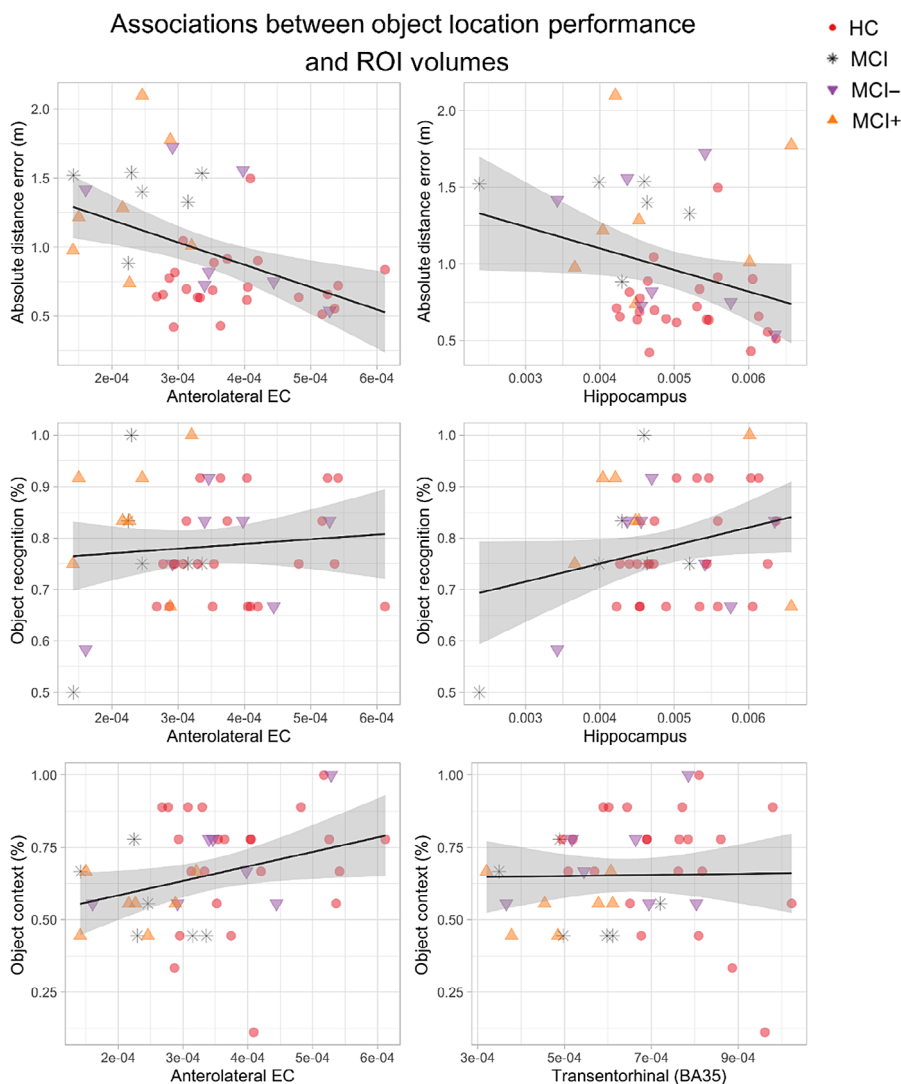 Associations between object location performance
and ROI volumes
HC
MCI
MCI−
MCI+
Absolute distance error (m)
2.0
1.5
1.0
0.5
2e-04 3e-04 4e-04 5e-04 6e-04
Anterolateral EC
Absolute distance error (m)
2.0
1.5
1.0
0.5
0.003 0.004 0.005 0.006
Hippocampus
Object recognition (%)
1.0
0.9
0.8
0.7
0.6
0.5
2e-04 3e-04 4e-04 5e-04 6e-04
Anterolateral EC
Object recognition (%)
1.0
0.9
0.8
0.7
0.6
0.5
0.003 0.004 0.005 0.006
Hippocampus
Object context (%)
1.00
0.75
0.50
0.25
2e-04 3e-04 4e-04 5e-04 6e-04
Anterolateral EC
Object context (%)
1.00
0.75
0.50
0.25
3e-04 5e-04 7e-04 9e-04
Transentorhinal (BA35)